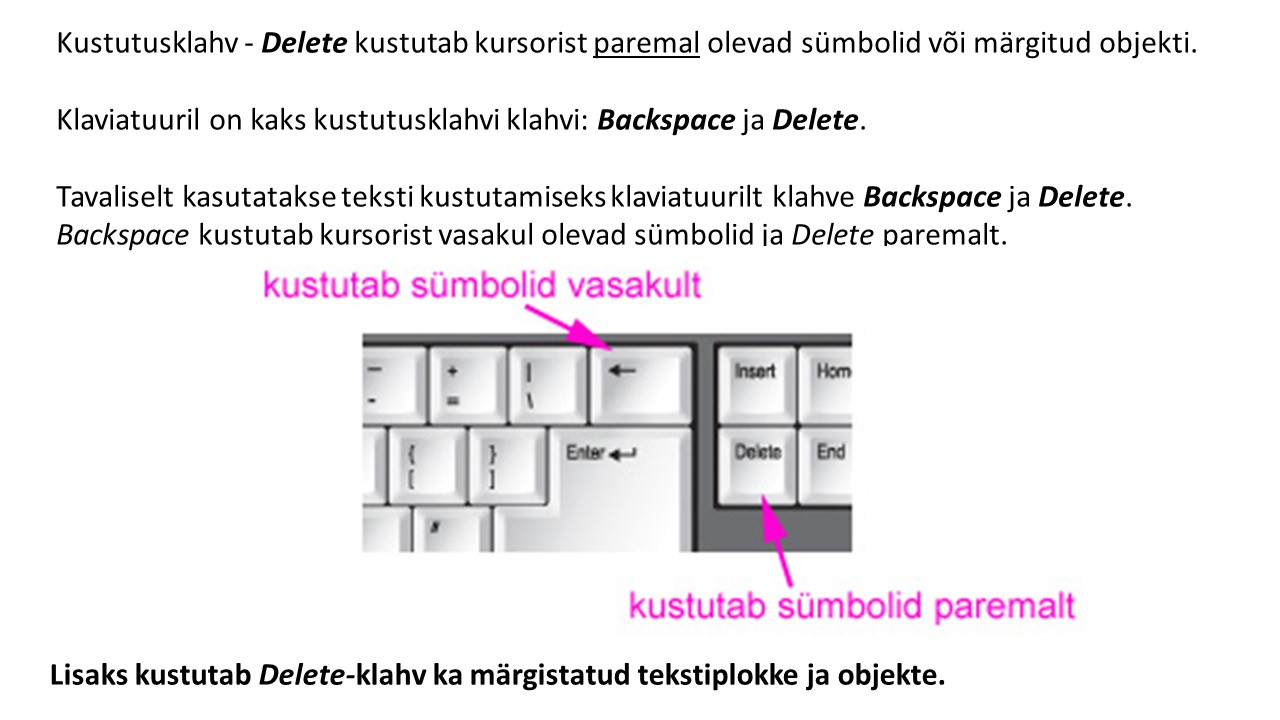 Kustutusklahv - Delete kustutab kursorist paremal olevad sümbolid või märgitud objekti.
Klaviatuuril on kaks kustutusklahvi klahvi: Backspace ja Delete.
Tavaliselt kasutatakse teksti kustutamiseks klaviatuurilt klahve Backspace ja Delete.
Backspace kustutab kursorist vasakul olevad sümbolid ja Delete paremalt.
kustutab sümbolid vasakult
— + | ← Insert Hom
- = \
{ } Enter ↵ Delete End
[ ]
"
kustutab sümbolid paremalt
Lisaks kustutab Delete-klahv ka märgistatud tekstiplokke ja objekte.